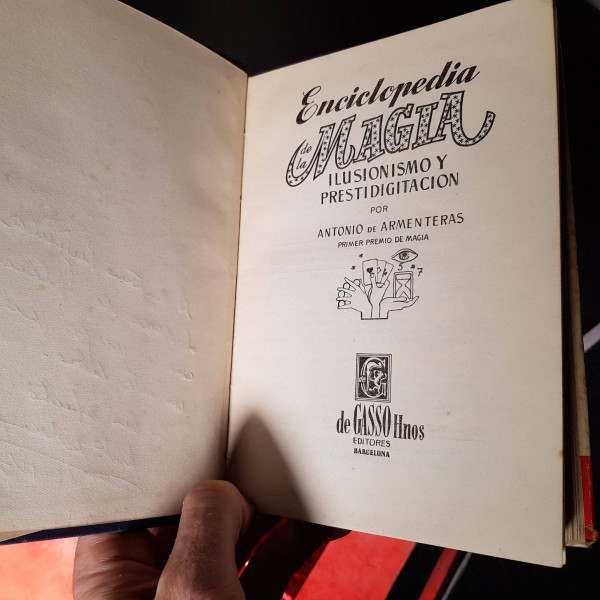 Enciclopedia
de la MAGIA
ILUSIONISMO Y
PRESTIDIGITACION
POR
ANTONIO DE ARMENTERAS
PRIMER PREMIO DE MAGIA
7
G
de GASSO Hnos
EDITORES
BARCELONA